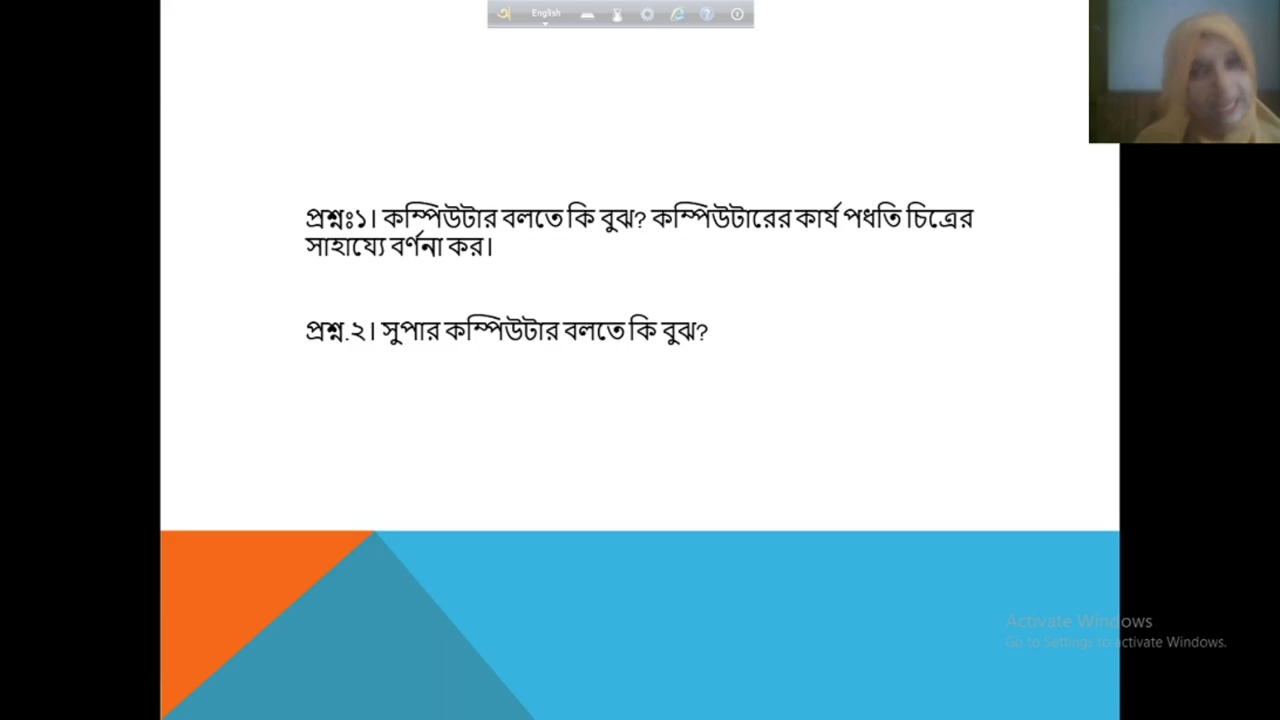 অ English
প্রশ্নঃ১। কম্পিউটার বলতে কি বুঝ? কম্পিউটারের কার্য পধতি চিত্রের
সাহায্যে বর্ণনা কর।
প্রশ্ন.২। সুপার কম্পিউটার বলতে কি বুঝ?
Activate Windows
Go to Settings to activate Windows.